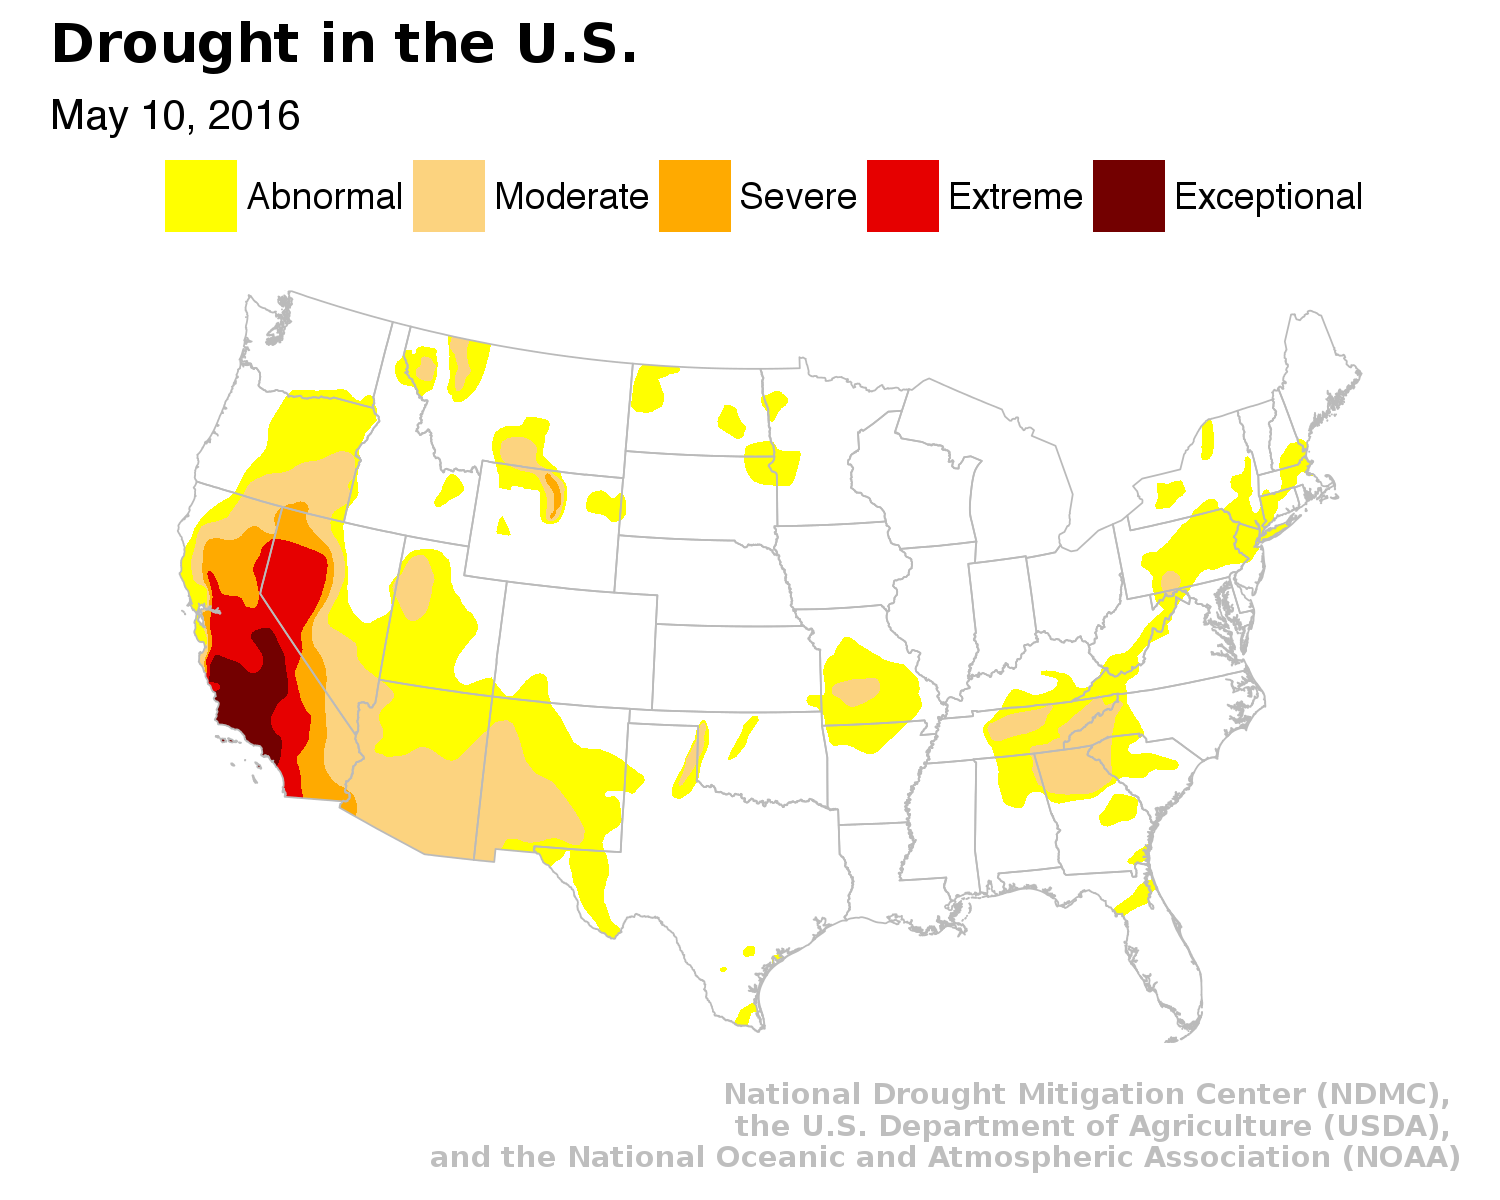 Drought in the U.S.
May 10, 2016
Abnormal Moderate Severe Extreme Exceptional
National Drought Mitigation Center (NDMC),
the U.S. Department of Agriculture (USDA),
and the National Oceanic and Atmospheric Association (NOAA)